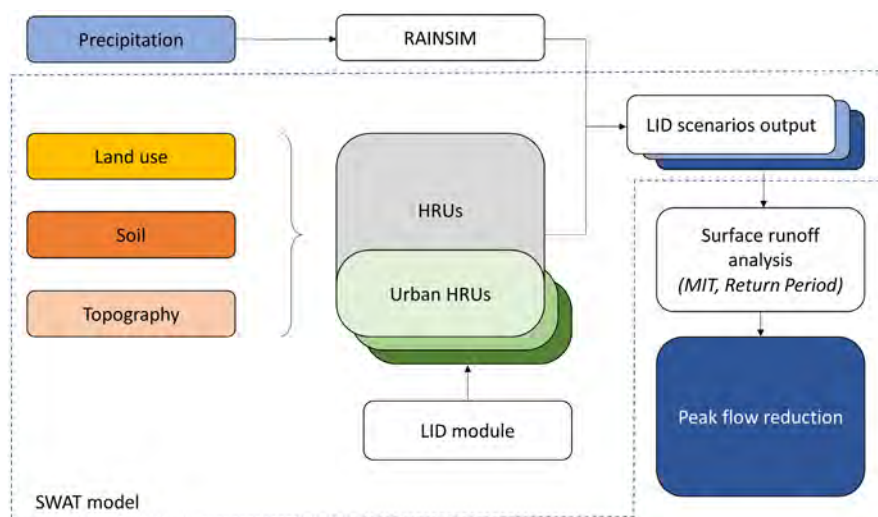 Precipitation
RAINSIM
LID scenarios output
Land use
HRUs
Soil
Surface runoff
analysis
(MIT, Return Period)
Urban HRUs
Topography
Peak flow reduction
LID module
SWAT model